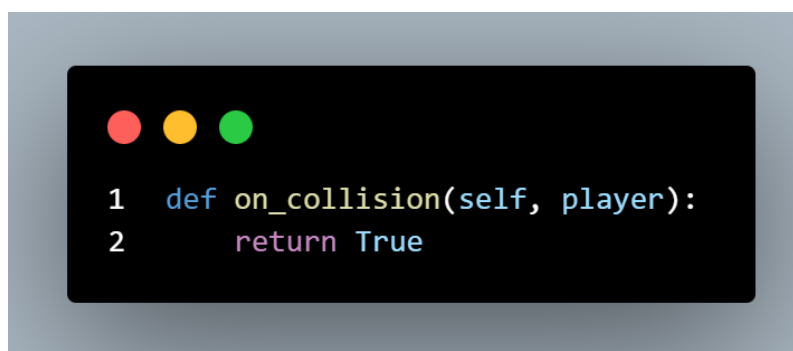 1 def on_collision(self, player):
2     return True